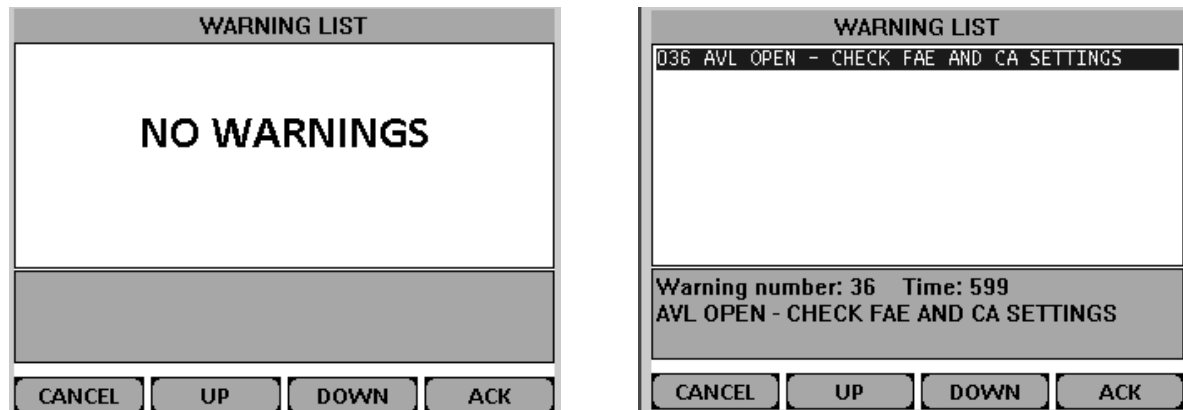 WARNING LIST
NO WARNINGS
CANCEL UP DOWN ACK
WARNING LIST
036 AVL OPEN - CHECK FAE AND CA SETTINGS
Warning number: 36 Time: 599
AVL OPEN - CHECK FAE AND CA SETTINGS
CANCEL UP DOWN ACK